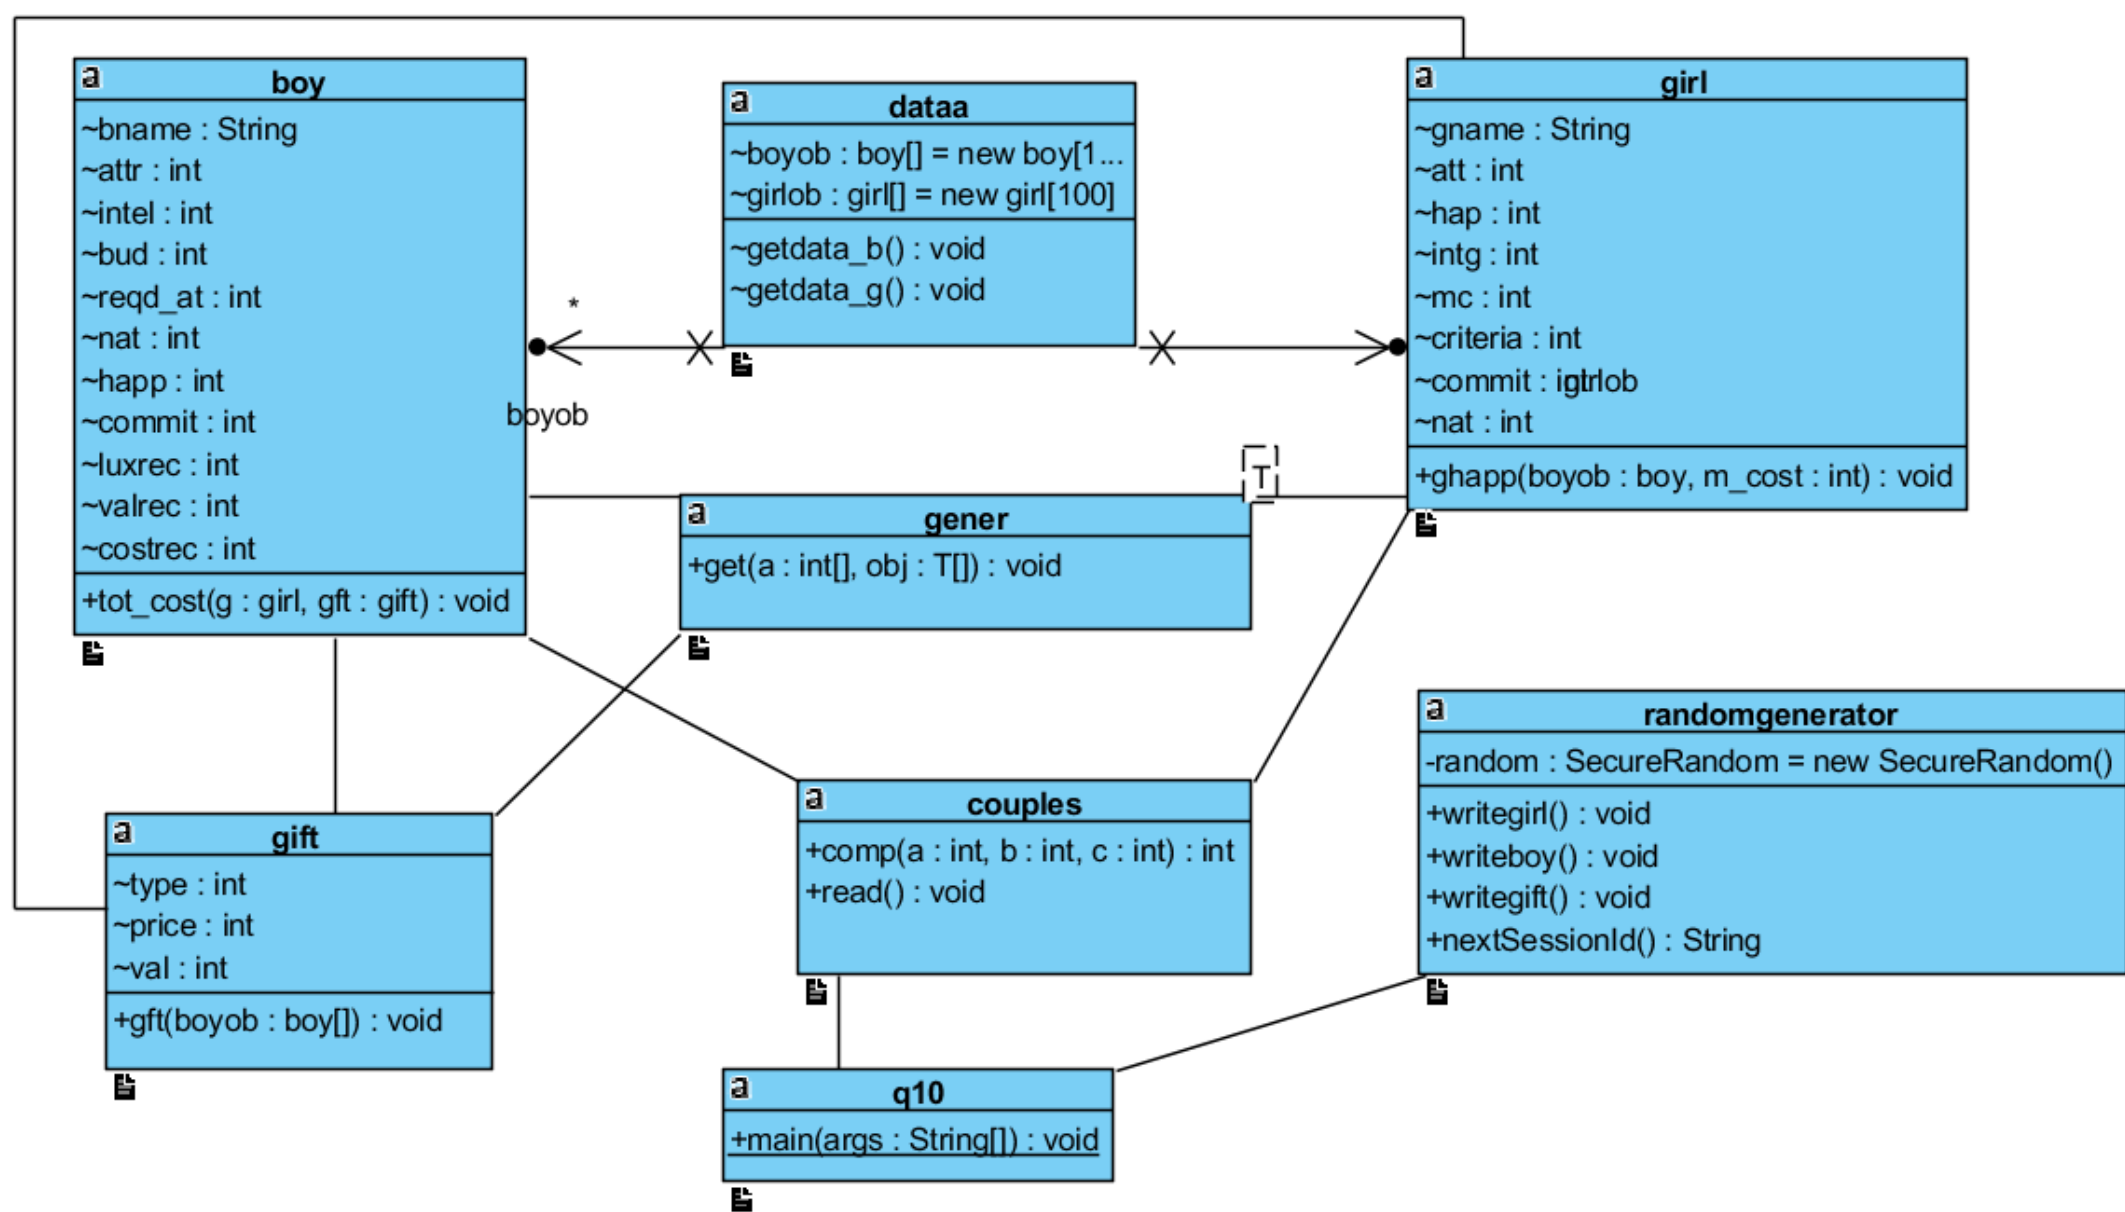 boy
~bname : String
~attr : int
~intel : int
~bud : int
~reqd_at : int
~nat : int
~happ : int
~commit : int
~luxrec : int
~valrec : int
~costrec : int
+tot_cost(g : girl, gft : gift) : void
dataa
~boyob : boy[] = new boy[1...
~girlob : girl[] = new girl[100]
~getdata_b() : void
~getdata_g() : void
girl
~gname : String
~att : int
~hap : int
~intg : int
~mc : int
~criteria : int
~commit : int
girlob
~nat : int
+ghapp(boyob : boy, m_cost : int) : void
*
boyob
T
gener
+get(a : int[], obj : T[]) : void
gift
~type : int
~price : int
~val : int
+gft(boyob : boy[]) : void
couples
+comp(a : int, b : int, c : int) : int
+read() : void
randomgenerator
-random : SecureRandom = new SecureRandom()
+writegirl() : void
+writeboy() : void
+writegift() : void
+nextSessionId() : String
q10
+main(args : String[]) : void